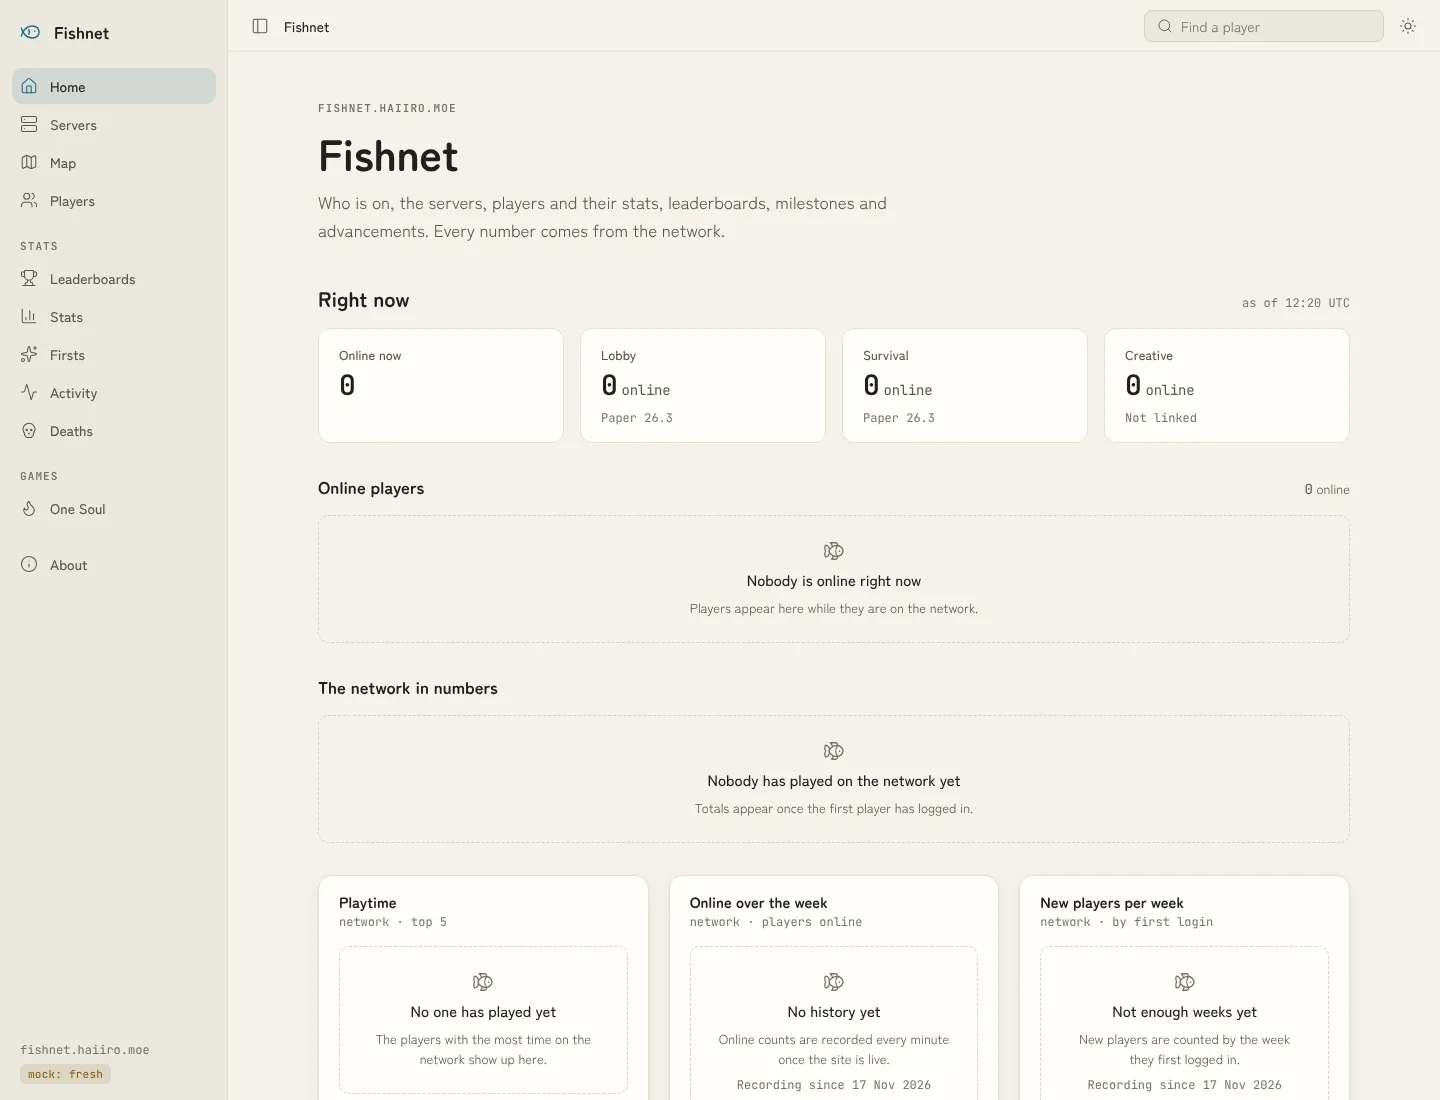 Fishnet
Home
Servers
Map
Players
STATS
Leaderboards
Stats
Firsts
Activity
Deaths
GAMES
One Soul
About
fishnet.haiiro.moe
mock: fresh
Fishnet
Find a player
FISHNET.HAIIRO.MOE
Fishnet
Who is on, the servers, players and their stats, leaderboards, milestones and
advancements. Every number comes from the network.
Right now
as of 12:20 UTC
Online now
0
Lobby
0 online
Paper 26.3
Survival
0 online
Paper 26.3
Creative
0 online
Not linked
Online players
0 online
Nobody is online right now
Players appear here while they are on the network.
The network in numbers
Nobody has played on the network yet
Totals appear once the first player has logged in.
Playtime
network · top 5
No one has played yet
The players with the most time on the
network show up here.
Online over the week
network · players online
No history yet
Online counts are recorded every minute
once the site is live.
Recording since 17 Nov 2026
New players per week
network · by first login
Not enough weeks yet
New players are counted by the week
they first logged in.
Recording since 17 Nov 2026